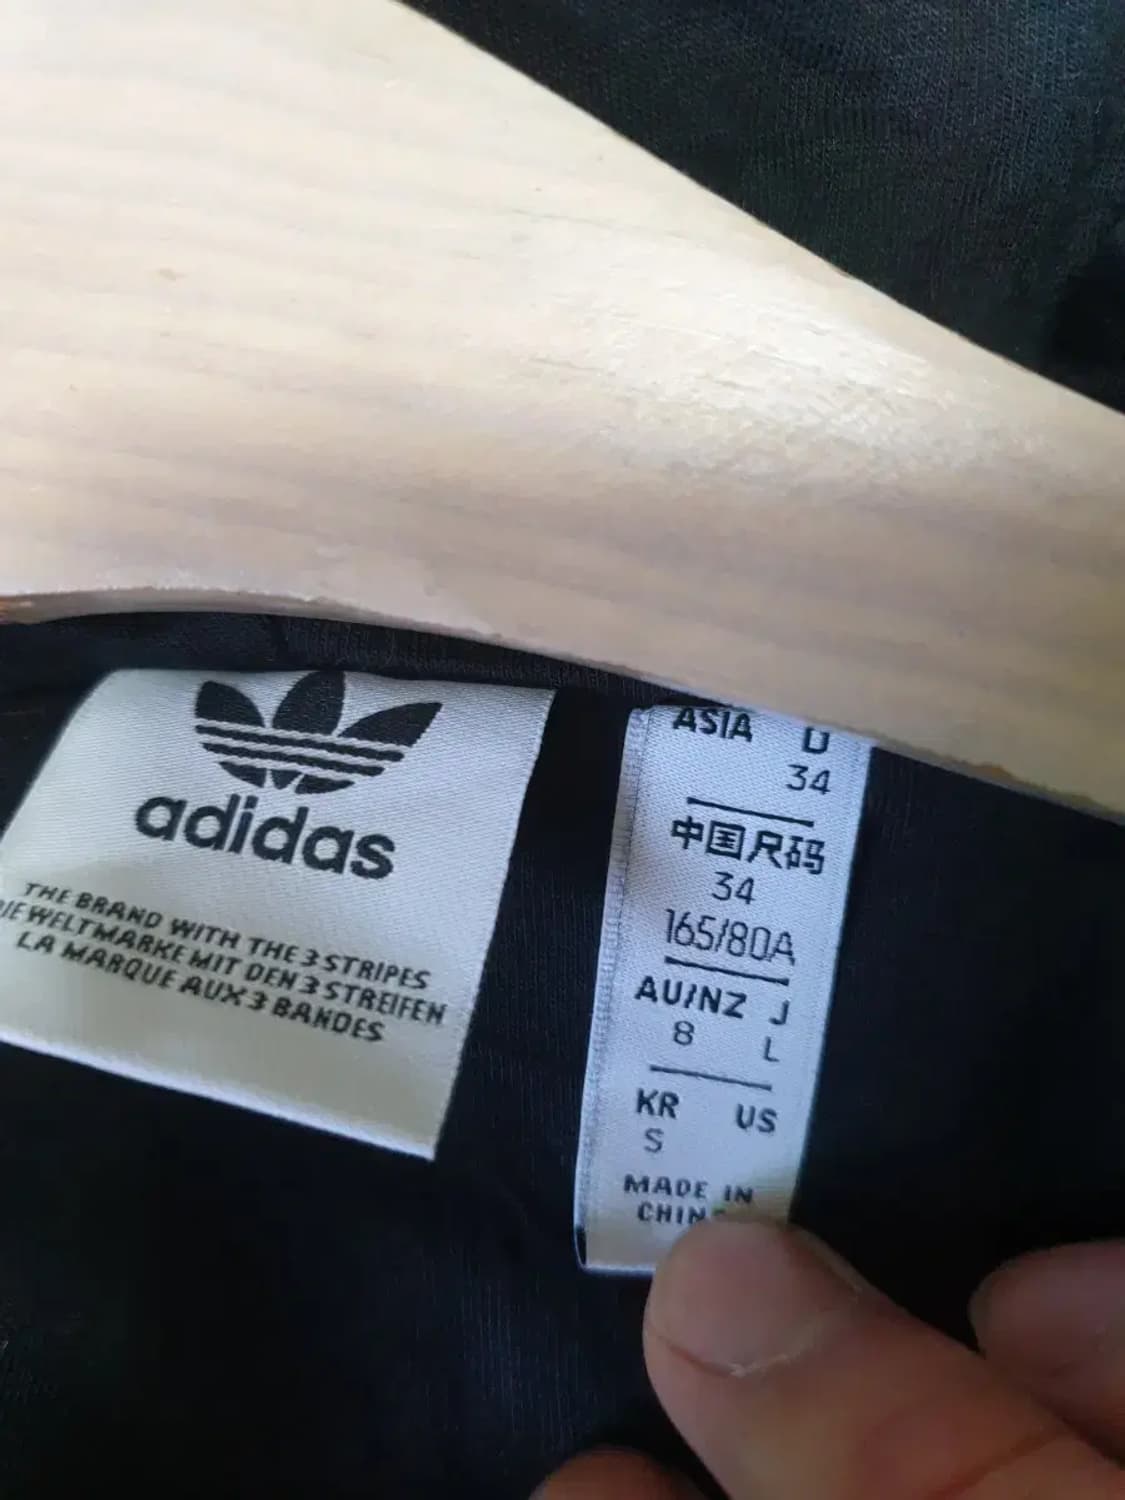 adidas
THE BRAND WITH THE 3 STRIPES
DIE WELTMARKE MIT DEN 3 STREIFEN
LA MARQUE AUX 3 BANDES
ASIA D
34
中国尺码
34
165/80A
AU/NZ J
8 L
KR US
S
MADE IN
CHINA